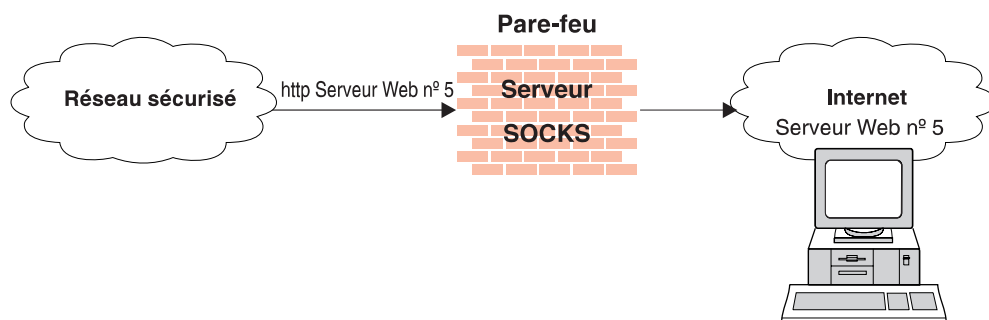 Pare-feu
Réseau sécurisé
http Serveur Web nº 5
Serveur
SOCKS
Internet
Serveur Web nº 5